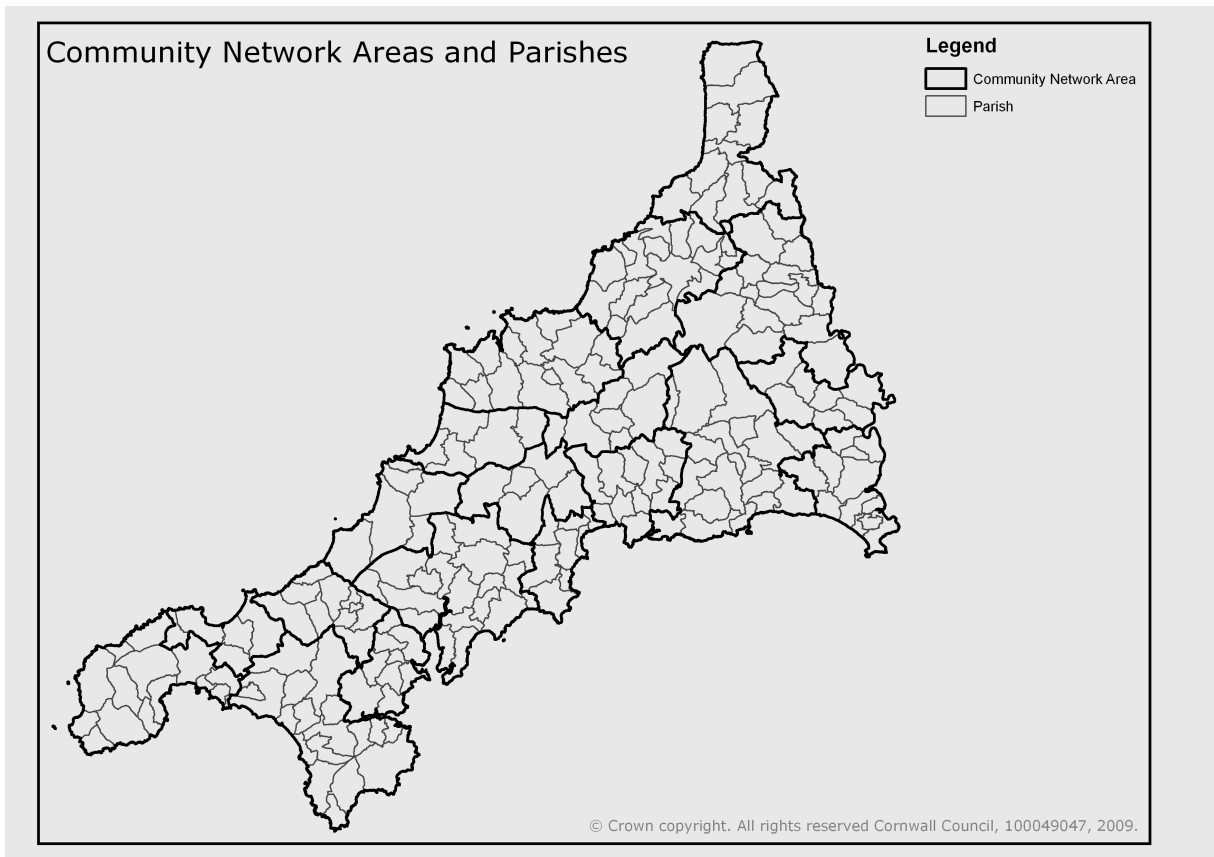 Community Network Areas and Parishes
Legend
Community Network Area
Parish
© Crown copyright. All rights reserved Cornwall Council, 100049047, 2009.